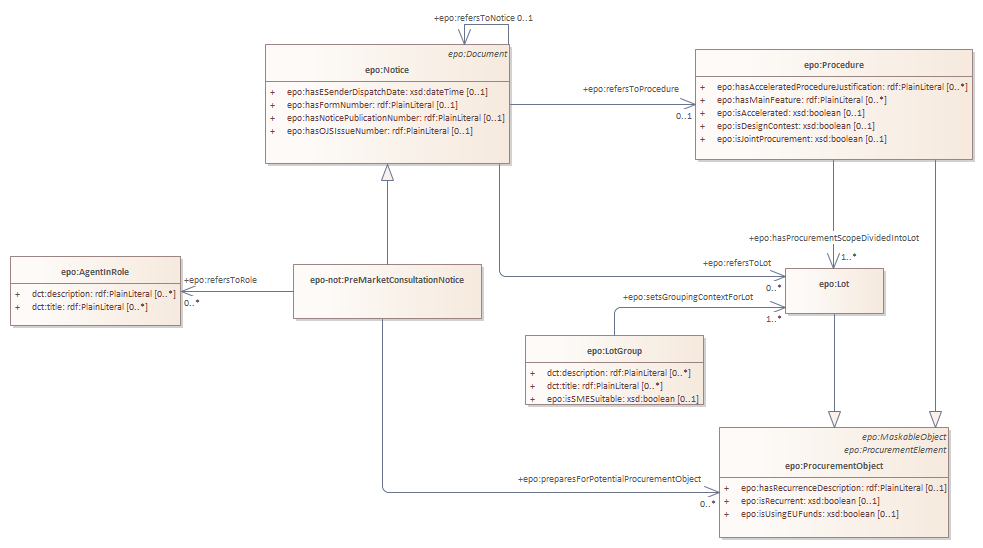 +epo:refersToNotice 0..1
epo:Document
epo:Notice
+ epo:hasESenderDispatchDate: xsd:dateTime [0..1]
+ epo:hasFormNumber: rdf:PlainLiteral [0..1]
+ epo:hasNoticePublicationNumber: rdf:PlainLiteral [0..1]
+ epo:hasOJSIssueNumber: rdf:PlainLiteral [0..1]
+epo:refersToProcedure
0..1
epo:Procedure
+ epo:hasAcceleratedProcedureJustification: rdf:PlainLiteral [0..*]
+ epo:hasMainFeature: rdf:PlainLiteral [0..*]
+ epo:isAccelerated: xsd:boolean [0..1]
+ epo:isDesignContest: xsd:boolean [0..1]
+ epo:isJointProcurement: xsd:boolean [0..1]
+epo:hasProcurementScopeDividedIntoLot
1..*
epo:AgentInRole
+ dct:description: rdf:PlainLiteral [0..*]
+ dct:title: rdf:PlainLiteral [0..*]
+epo:refersToRole
0..*
epo-not:PreMarketConsultationNotice
+epo:refersToLot
0..*
epo:Lot
+epo:setsGroupingContextForLot
1..*
epo:LotGroup
+ dct:description: rdf:PlainLiteral [0..*]
+ dct:title: rdf:PlainLiteral [0..*]
+ epo:isSMESuitable: xsd:boolean [0..1]
+epo:preparesForPotentialProcurementObject
0..*
epo:MaskableObject
epo:ProcurementElement
epo:ProcurementObject
+ epo:hasRecurrenceDescription: rdf:PlainLiteral [0..1]
+ epo:isRecurrent: xsd:boolean [0..1]
+ epo:isUsingEUFunds: xsd:boolean [0..1]